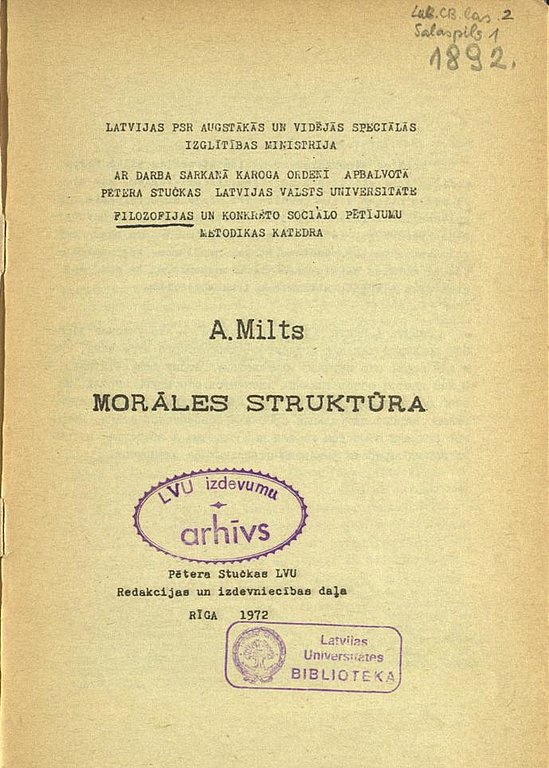 LuB.CB.las.2
Salaspils 1
1892.
LATVIJAS PSR AUGSTĀKĀS UN VIDĒJĀS SPECIĀLĀS
IZGLĪTĪBAS MINISTRIJA
AR DARBA SARKANĀ KAROGA ORDENI APBALVOTĀ
PĒTERA STUČKAS LATVIJAS VALSTS UNIVERSITĀTE
FILOZOFIJAS UN KONKRĒTO SOCIĀLO PĒTĪJUMU
METODIKAS KATEDRA
A.Milts
MORĀLES STRUKTŪRA
LVU izdevumu
arhīvs
Pētera Stučkas LVU
Redakcijas un izdevniecības daļa
RĪGA 1972
Latvijas
Universitātes
BIBLIOTEKA